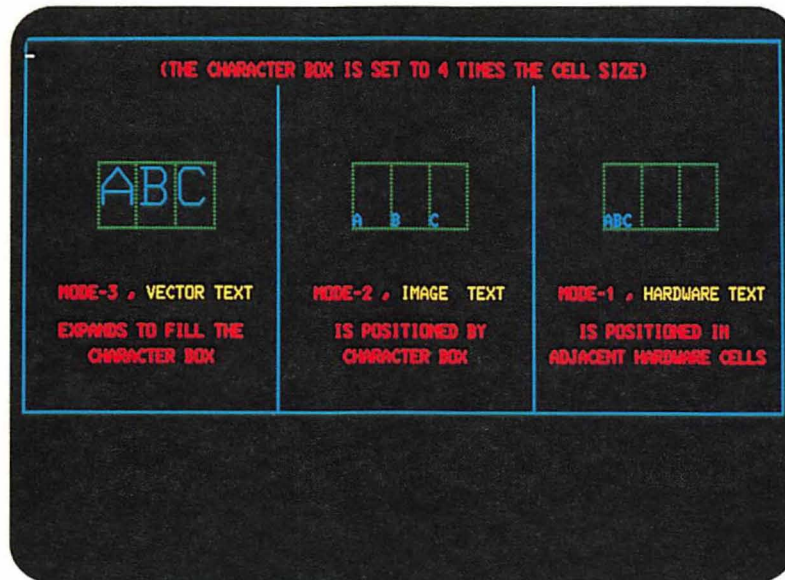 (THE CHARACTER BOX IS SET TO 4 TIMES THE CELL SIZE)
ABC
MODE-3 , VECTOR TEXT
EXPANDS TO FILL THE
CHARACTER BOX
A B C
MODE-2 , IMAGE TEXT
IS POSITIONED BY
CHARACTER BOX
ABC
MODE-1 , HARDWARE TEXT
IS POSITIONED IN
ADJACENT HARDWARE CELLS